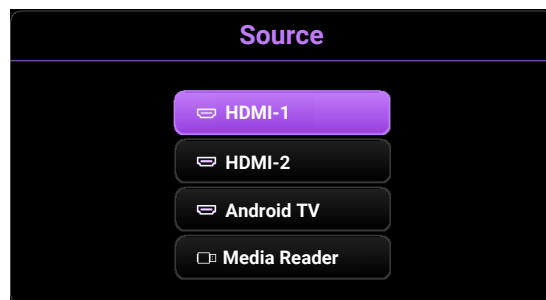 Source
HDMI-1
HDMI-2
Android TV
Media Reader